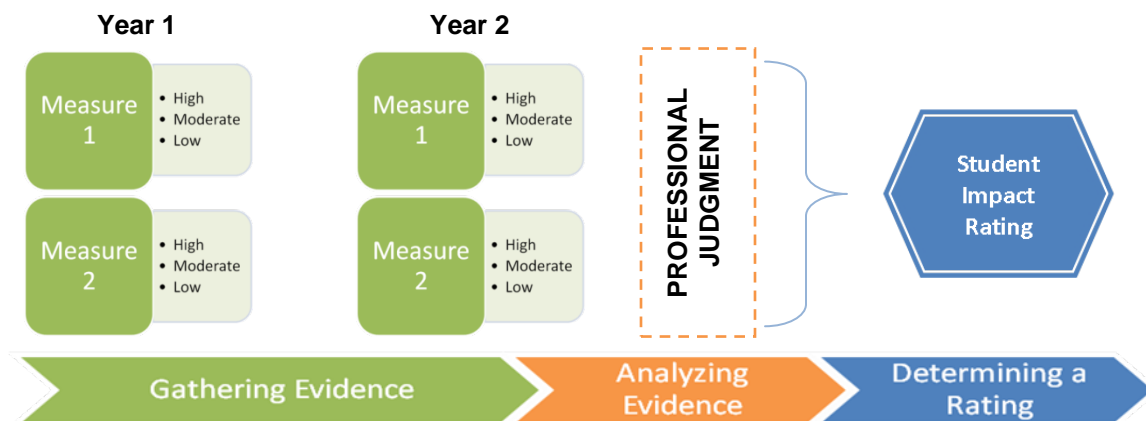 Year 1
Year 2
Measure
1
• High
• Moderate
• Low
Measure
1
• High
• Moderate
• Low
Measure
2
• High
• Moderate
• Low
Measure
2
• High
• Moderate
• Low
PROFESSIONAL
JUDGMENT
Student
Impact
Rating
Gathering Evidence
Analyzing
Evidence
Determining a
Rating